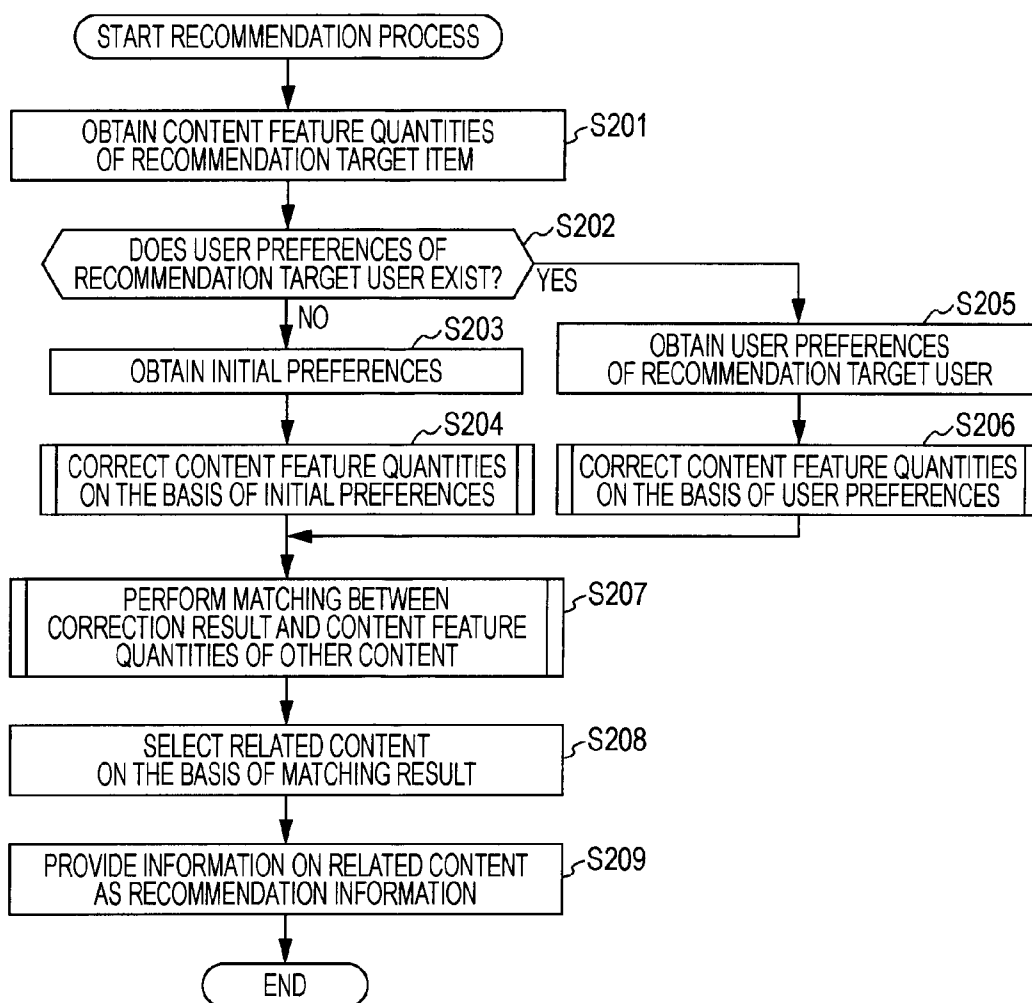 START RECOMMENDATION PROCESS
S201
OBTAIN CONTENT FEATURE QUANTITIES
OF RECOMMENDATION TARGET ITEM
S202
DOES USER PREFERENCES OF
RECOMMENDATION TARGET USER EXIST?
YES
NO
S203
OBTAIN INITIAL PREFERENCES
S205
OBTAIN USER PREFERENCES
OF RECOMMENDATION TARGET USER
S204
CORRECT CONTENT FEATURE QUANTITIES
ON THE BASIS OF INITIAL PREFERENCES
S206
CORRECT CONTENT FEATURE QUANTITIES
ON THE BASIS OF USER PREFERENCES
S207
PERFORM MATCHING BETWEEN
CORRECTION RESULT AND CONTENT FEATURE
QUANTITIES OF OTHER CONTENT
S208
SELECT RELATED CONTENT
ON THE BASIS OF MATCHING RESULT
S209
PROVIDE INFORMATION ON RELATED CONTENT
AS RECOMMENDATION INFORMATION
END